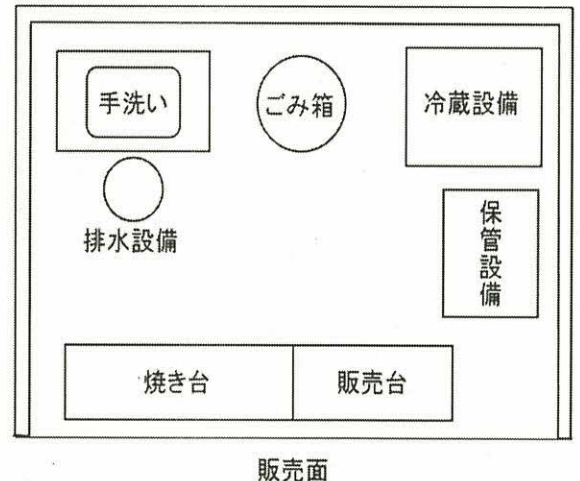 手洗い
ごみ箱
冷蔵設備
排水設備
保管設備
焼き台
販売台
販売面